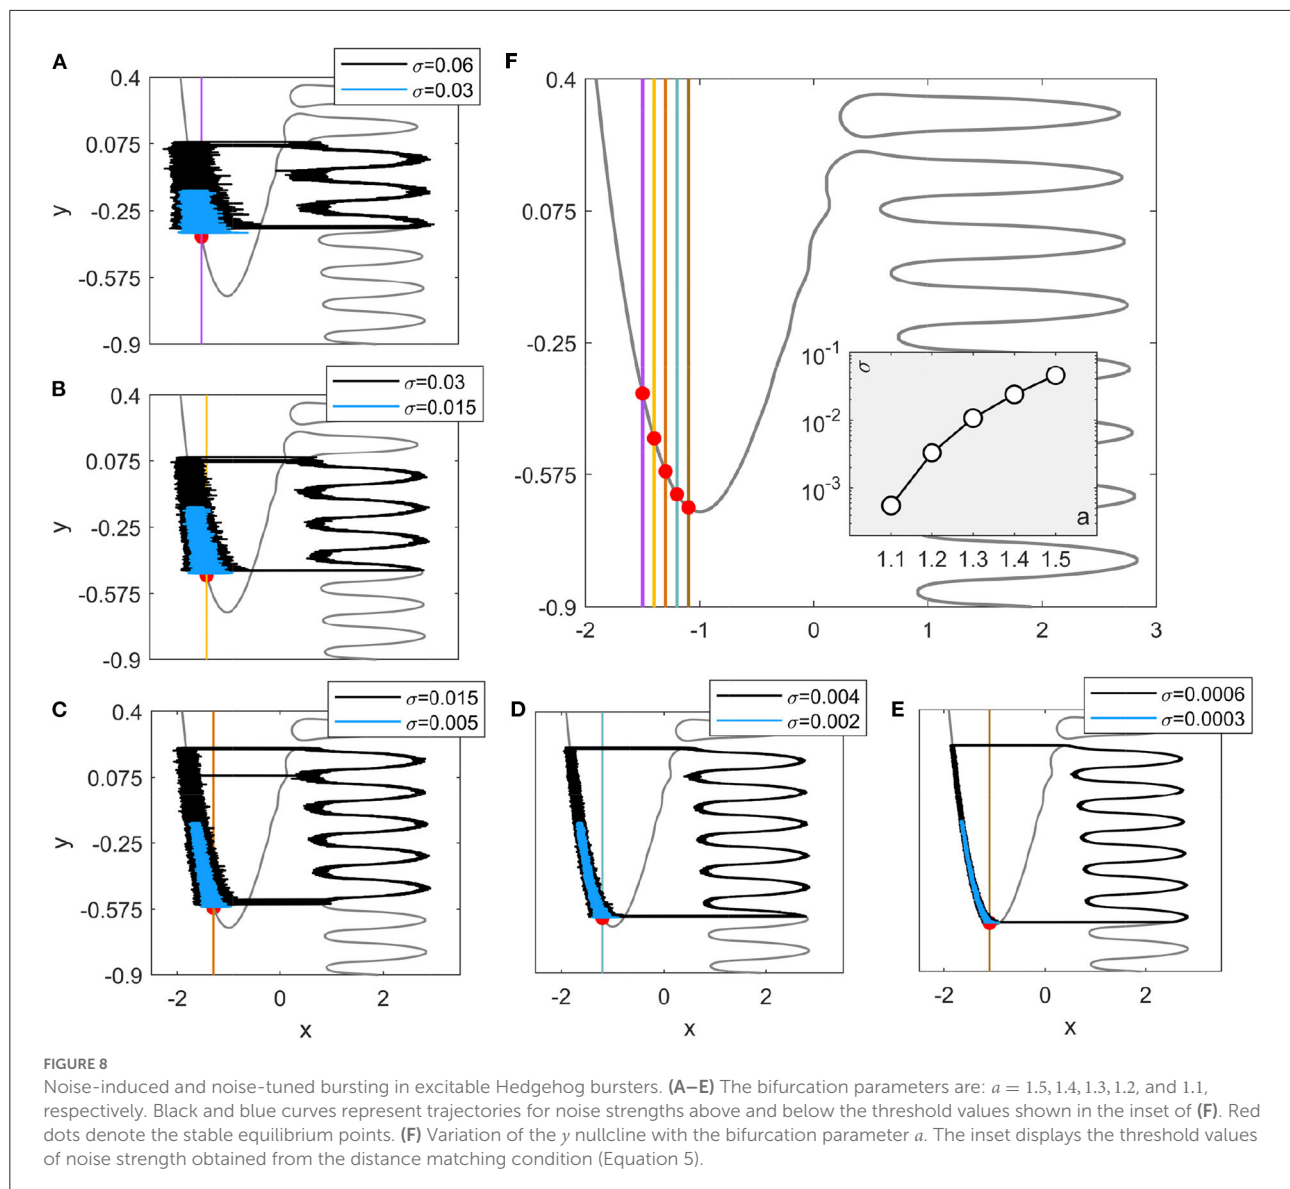 A
σ=0.06
σ=0.03
0.4
0.075
-0.25
-0.575
-0.9
y
B
σ=0.03
σ=0.015
0.4
0.075
-0.25
-0.575
-0.9
y
C
σ=0.015
σ=0.005
0.4
0.075
-0.25
-0.575
-0.9
y
-2 0 2
x
D
σ=0.004
σ=0.002
-2 0 2
x
E
σ=0.0006
σ=0.0003
-2 0 2
x
F
0.4
0.075
-0.25
-0.575
-0.9
-2 -1 0 1 2 3
10^-1
10^-2
10^-3
σ
a
1.1 1.2 1.3 1.4 1.5
FIGURE 8
Noise-induced and noise-tuned bursting in excitable Hedgehog bursters. (A–E) The bifurcation parameters are: a = 1.5, 1.4, 1.3, 1.2, and 1.1,
respectively. Black and blue curves represent trajectories for noise strengths above and below the threshold values shown in the inset of (F). Red
dots denote the stable equilibrium points. (F) Variation of the y nullcline with the bifurcation parameter a. The inset displays the threshold values
of noise strength obtained from the distance matching condition (Equation 5).